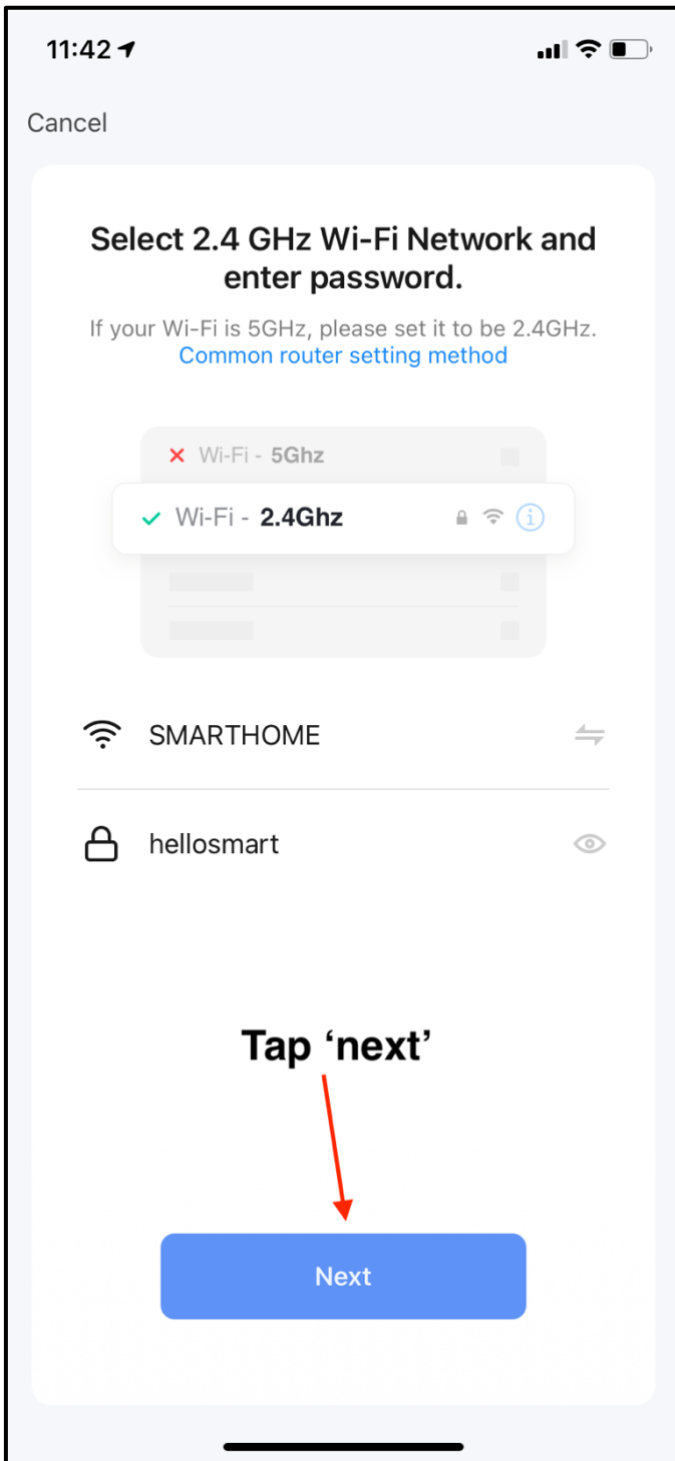 11:42
Cancel
Select 2.4 GHz Wi-Fi Network and
enter password.
If your Wi-Fi is 5GHz, please set it to be 2.4GHz.
Common router setting method
Wi-Fi - 5Ghz
Wi-Fi - 2.4Ghz
SMARTHOME
hellosmart
Tap ‘next’
Next